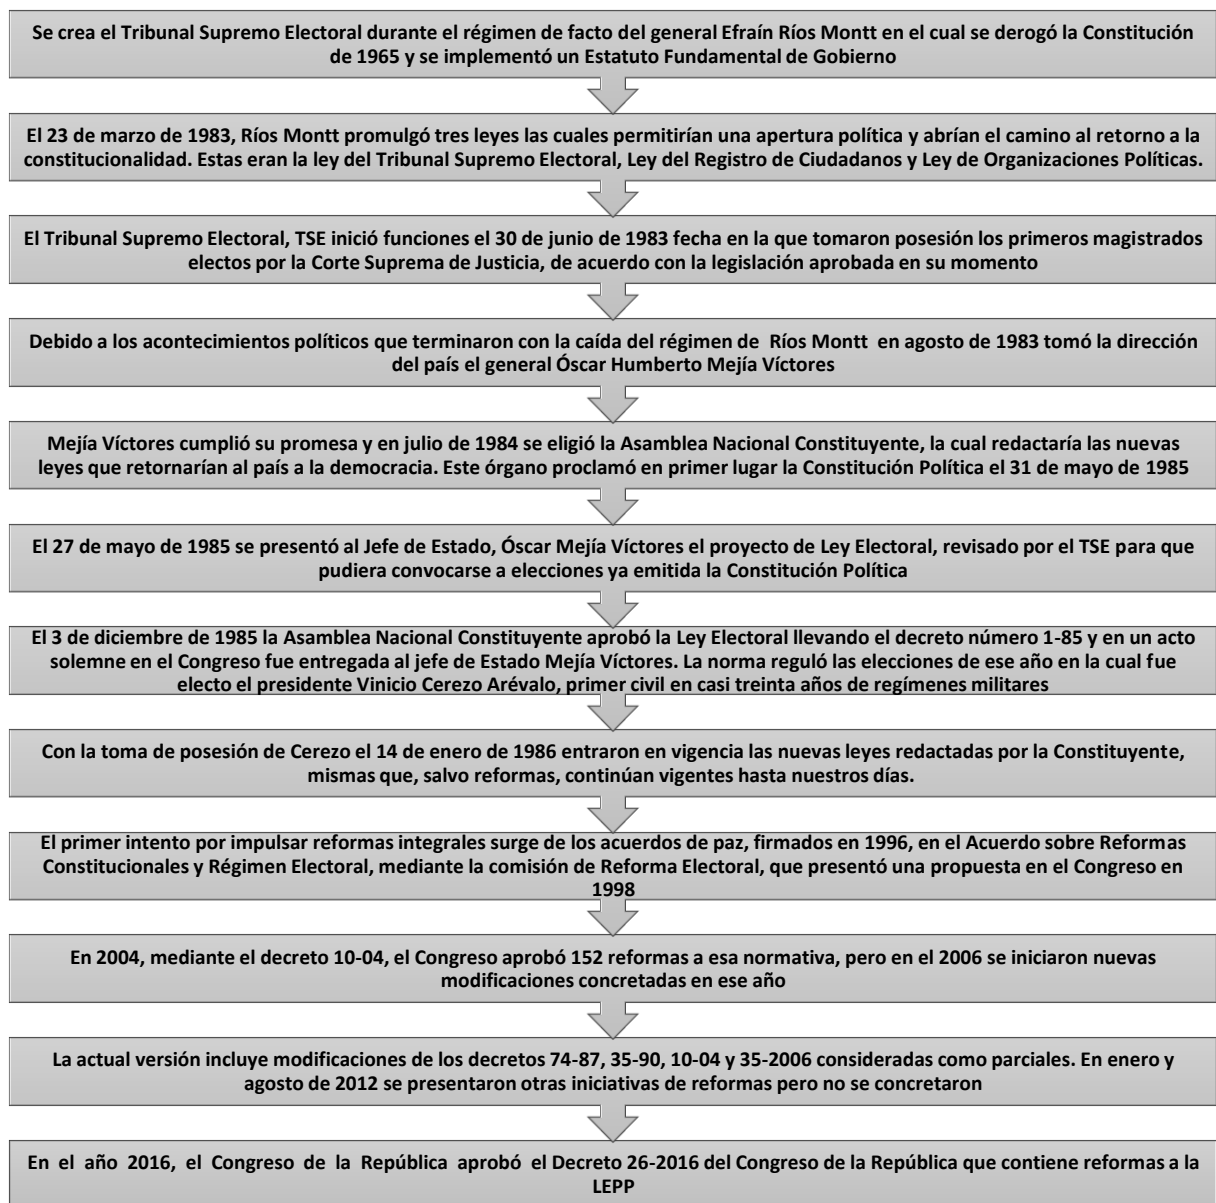 Se crea el Tribunal Supremo Electoral durante el régimen de facto del general Efraín Ríos Montt en el cual se derogó la Constitución
de 1965 y se implementó un Estatuto Fundamental de Gobierno
El 23 de marzo de 1983, Ríos Montt promulgó tres leyes las cuales permitirían una apertura política y abrían el camino al retorno a la
constitucionalidad. Estas eran la ley del Tribunal Supremo Electoral, Ley del Registro de Ciudadanos y Ley de Organizaciones Políticas.
El Tribunal Supremo Electoral, TSE inició funciones el 30 de junio de 1983 fecha en la que tomaron posesión los primeros magistrados
electos por la Corte Suprema de Justicia, de acuerdo con la legislación aprobada en su momento
Debido a los acontecimientos políticos que terminaron con la caída del régimen de Ríos Montt en agosto de 1983 tomó la dirección
del país el general Óscar Humberto Mejía Víctores
Mejía Víctores cumplió su promesa y en julio de 1984 se eligió la Asamblea Nacional Constituyente, la cual redactaría las nuevas
leyes que retornarían al país a la democracia. Este órgano proclamó en primer lugar la Constitución Política el 31 de mayo de 1985
El 27 de mayo de 1985 se presentó al Jefe de Estado, Óscar Mejía Víctores el proyecto de Ley Electoral, revisado por el TSE para que
pudiera convocarse a elecciones ya emitida la Constitución Política
El 3 de diciembre de 1985 la Asamblea Nacional Constituyente aprobó la Ley Electoral llevando el decreto número 1-85 y en un acto
solemne en el Congreso fue entregada al jefe de Estado Mejía Víctores. La norma reguló las elecciones de ese año en la cual fue
electo el presidente Vinicio Cerezo Arévalo, primer civil en casi treinta años de regímenes militares
Con la toma de posesión de Cerezo el 14 de enero de 1986 entraron en vigencia las nuevas leyes redactadas por la Constituyente,
mismas que, salvo reformas, continúan vigentes hasta nuestros días.
El primer intento por impulsar reformas integrales surge de los acuerdos de paz, firmados en 1996, en el Acuerdo sobre Reformas
Constitucionales y Régimen Electoral, mediante la comisión de Reforma Electoral, que presentó una propuesta en el Congreso en
1998
En 2004, mediante el decreto 10-04, el Congreso aprobó 152 reformas a esa normativa, pero en el 2006 se iniciaron nuevas
modificaciones concretadas en ese año
La actual versión incluye modificaciones de los decretos 74-87, 35-90, 10-04 y 35-2006 consideradas como parciales. En enero y
agosto de 2012 se presentaron otras iniciativas de reformas pero no se concretaron
En el año 2016, el Congreso de la República aprobó el Decreto 26-2016 del Congreso de la República que contiene reformas a la
LEPP